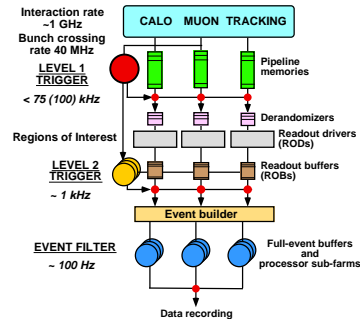 Interaction rate
~1 GHz
Bunch crossing
rate 40 MHz
CALO MUON TRACKING
LEVEL 1
TRIGGER
< 75 (100) kHz
Pipeline
memories
Derandomizers
Regions of Interest
Readout drivers
(RODs)
LEVEL 2
TRIGGER
~ 1 kHz
Readout buffers
(ROBs)
Event builder
EVENT FILTER
~ 100 Hz
Full-event buffers
and
processor sub-farms
Data recording